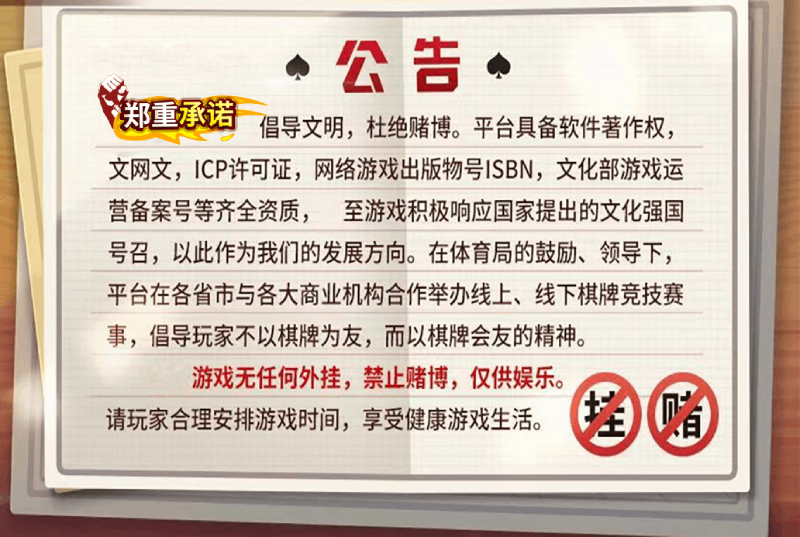 公告
郑重承诺 倡导文明，杜绝赌博。平台具备软件著作权，
文网文，ICP许可证，网络游戏出版物号ISBN，文化部游戏运
营备案号等齐全资质， 至游戏积极响应国家提出的文化强国
号召，以此作为我们的发展方向。在体育局的鼓励、领导下，
平台在各省市与各大商业机构合作举办线上、线下棋牌竞技赛
事，倡导玩家不以棋牌为友，而以棋牌会友的精神。
游戏无任何外挂，禁止赌博，仅供娱乐。
请玩家合理安排游戏时间，享受健康游戏生活。
挂 赌